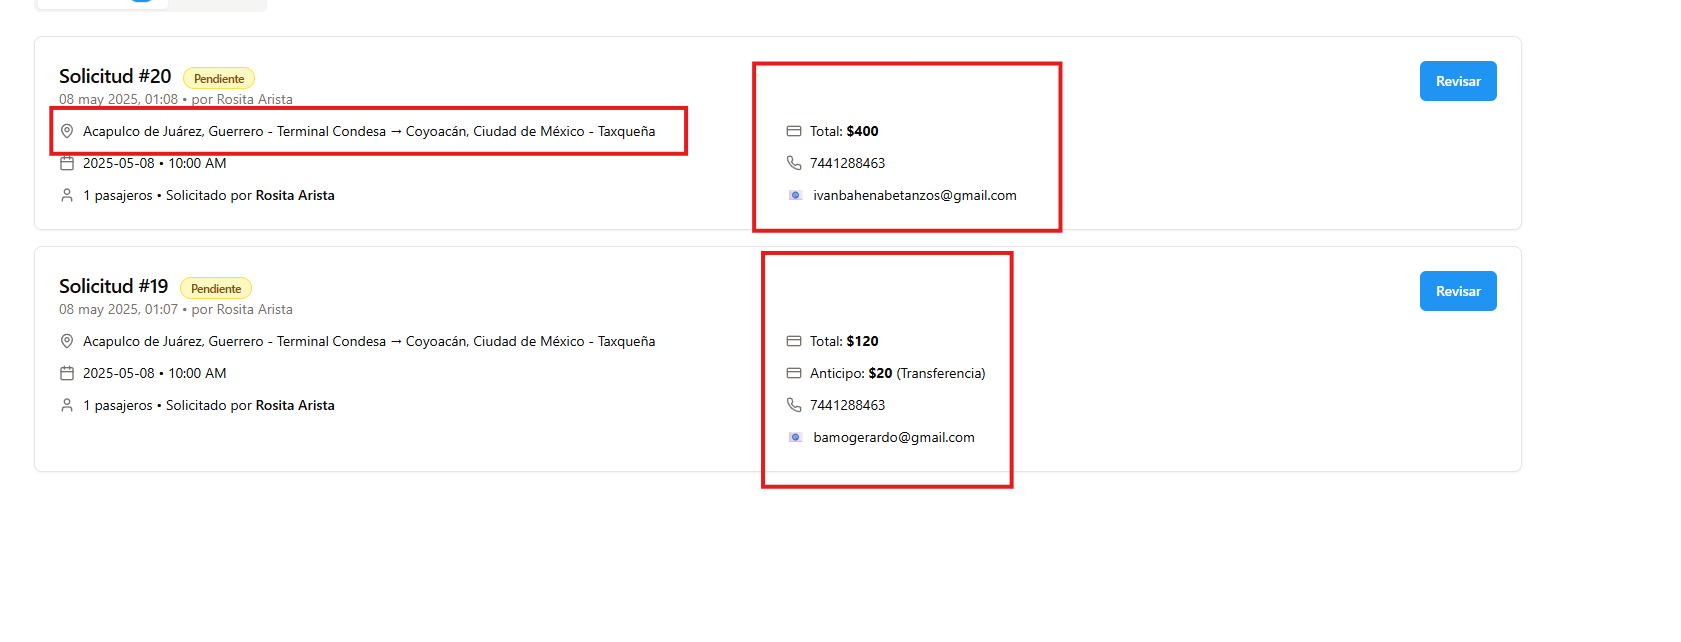 Solicitud #20 Pendiente
Revisar
08 may 2025, 01:08 • por Rosita Arista
Acapulco de Juárez, Guerrero - Terminal Condesa → Coyoacán, Ciudad de México - Taxqueña
2025-05-08 • 10:00 AM
1 pasajeros • Solicitado por Rosita Arista
Total: $400
7441288463
ivanbahenabetanzos@gmail.com
Solicitud #19 Pendiente
Revisar
08 may 2025, 01:07 • por Rosita Arista
Acapulco de Juárez, Guerrero - Terminal Condesa → Coyoacán, Ciudad de México - Taxqueña
2025-05-08 • 10:00 AM
1 pasajeros • Solicitado por Rosita Arista
Total: $120
Anticipo: $20 (Transferencia)
7441288463
bamogerardo@gmail.com